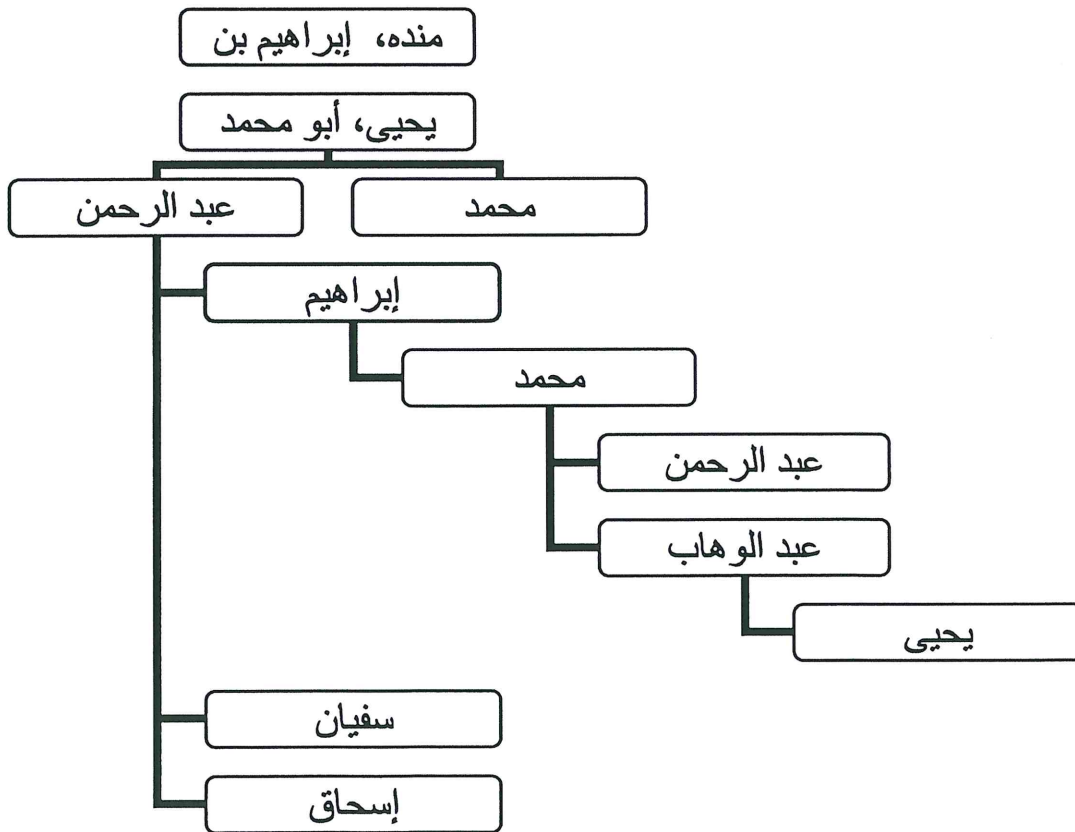 منده، إبراهيم بن
يحيى، أبو محمد
محمد
عبد الرحمن
إبراهيم
محمد
عبد الرحمن
عبد الوهاب
يحيى
سفيان
إسحاق